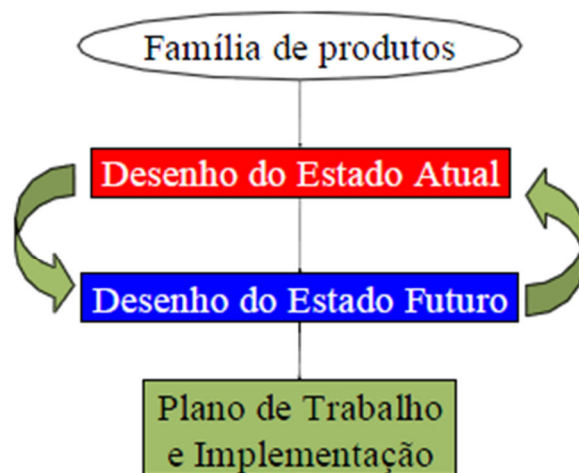 Família de produtos
Desenho do Estado Atual
Desenho do Estado Futuro
Plano de Trabalho
e Implementação